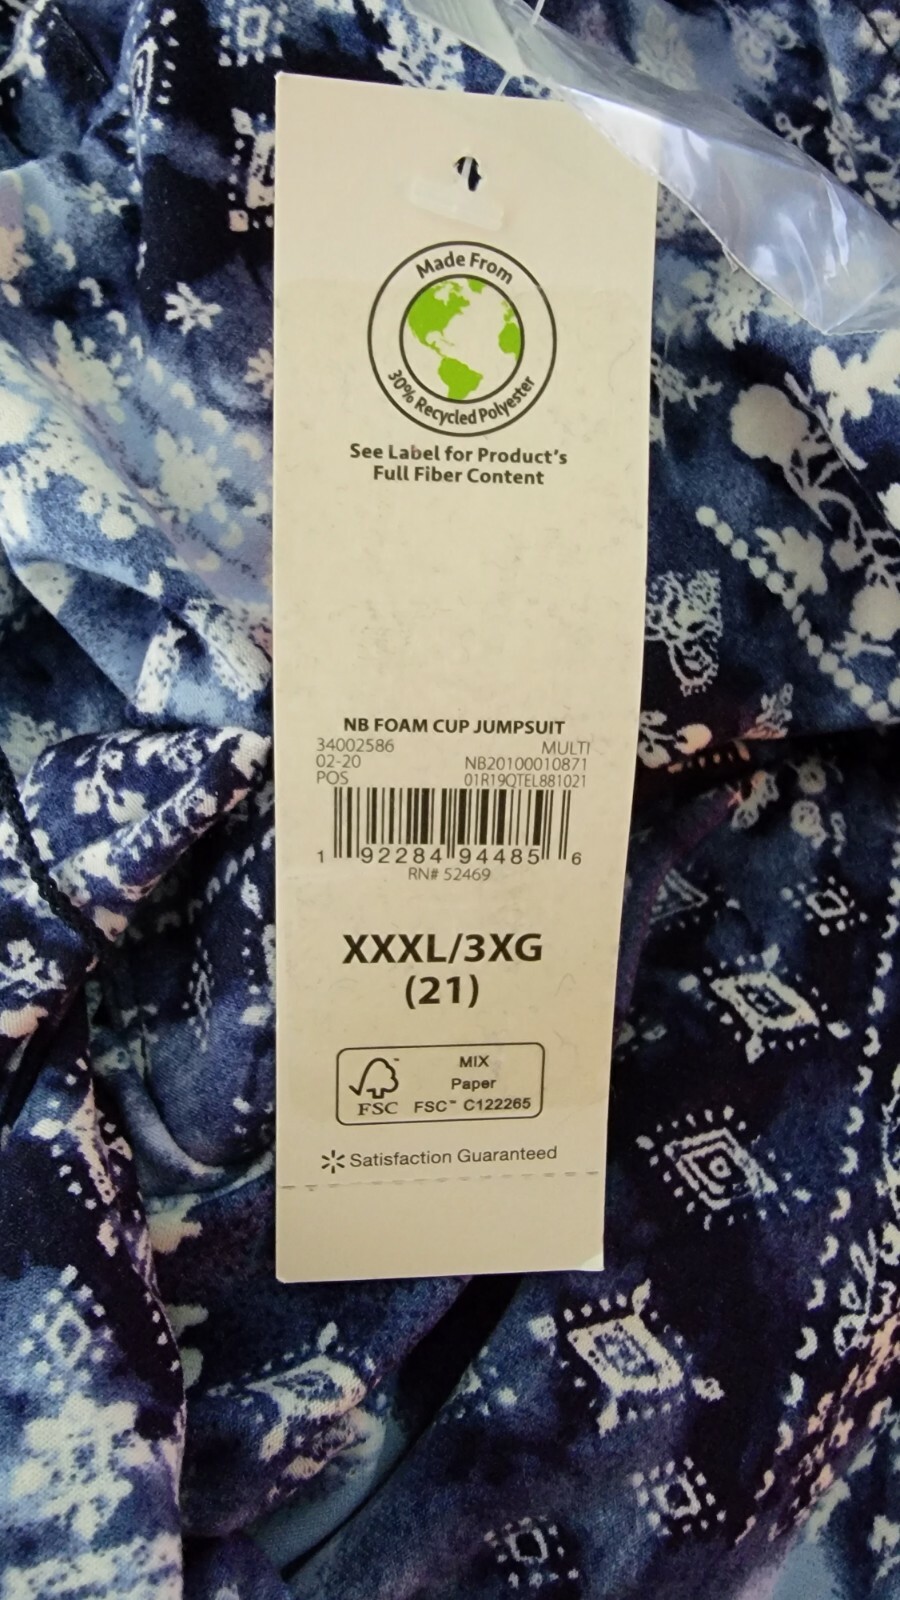 Made From
30% Recycled Polyester
See Label for Product's
Full Fiber Content
NB FOAM CUP JUMPSUIT
34002586 MULTI
02-20 NB20100010871
POS 01R19QTEL881021
1 92284 94485 6
RN# 52469
XXXL/3XG
(21)
MIX
Paper
FSC™ C122265
FSC
Satisfaction Guaranteed